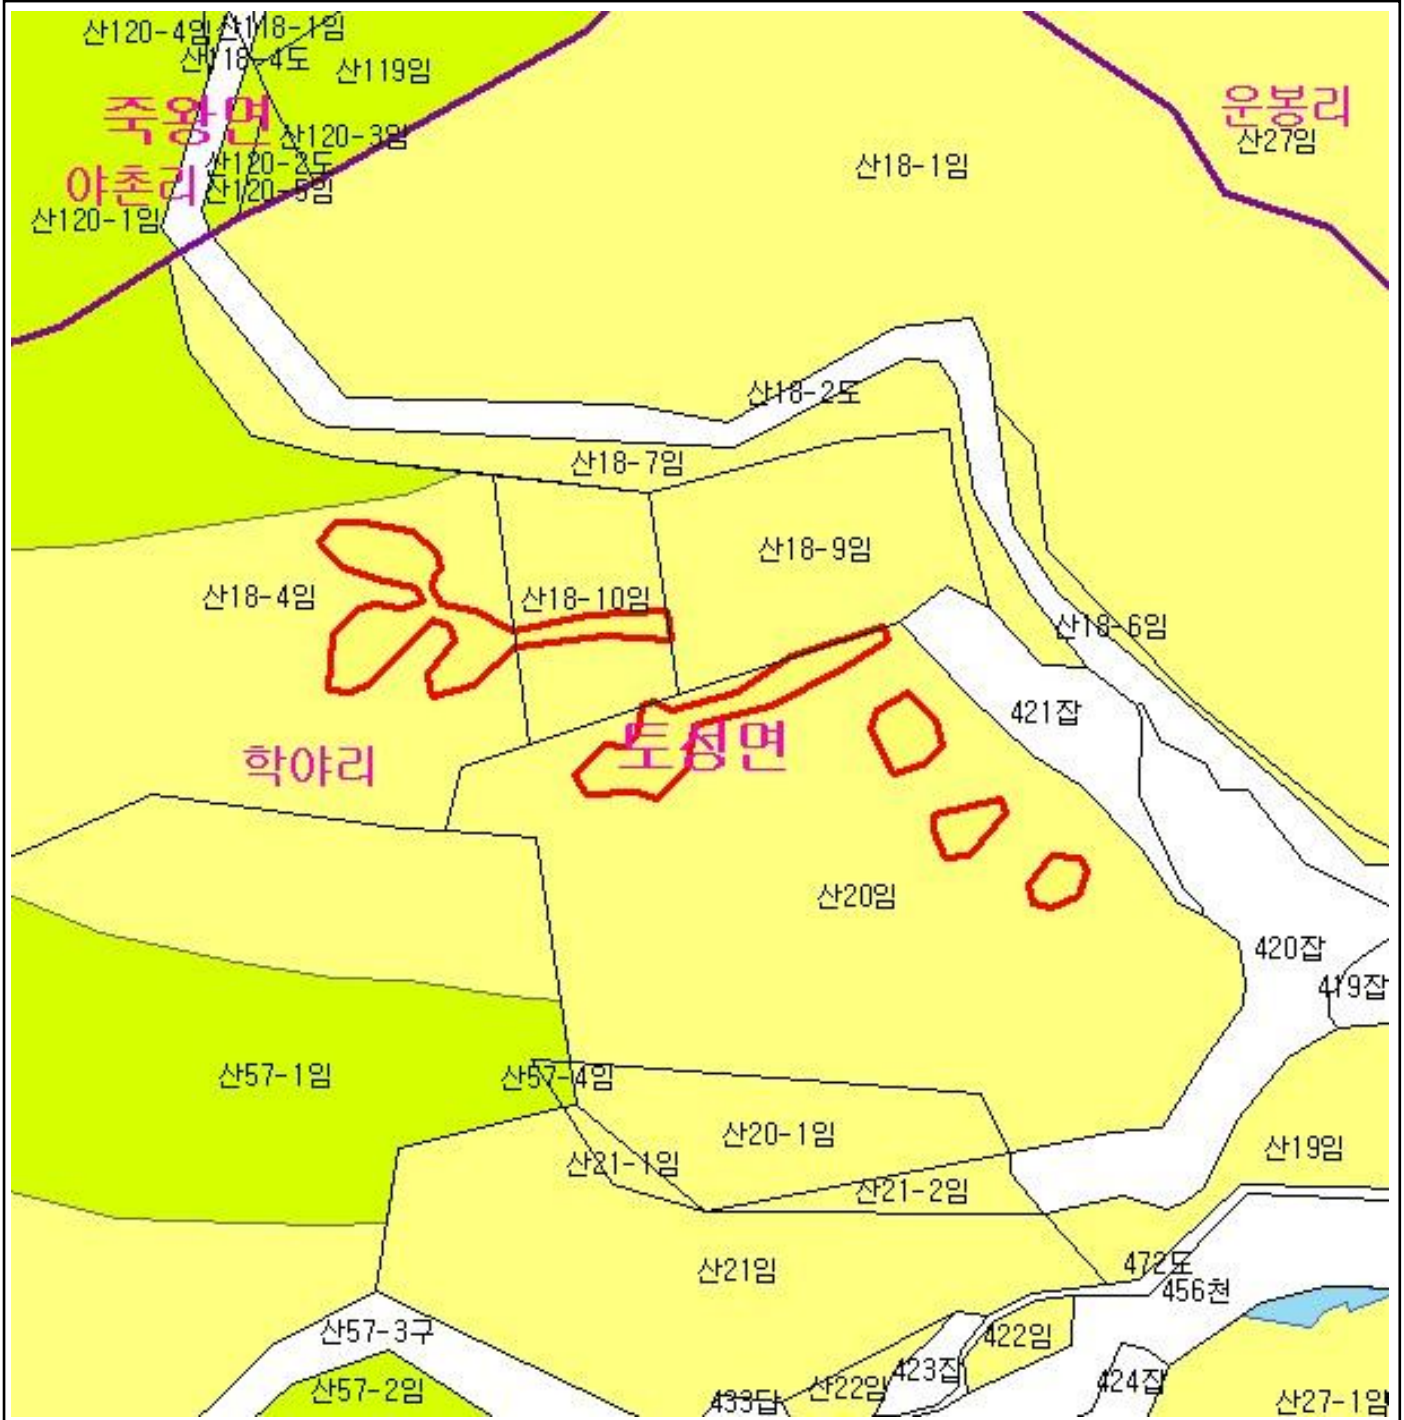 산120-4임 산118-1임
산118-4도
산119임
죽왕면
산120-3임
산120-2도
야촌리
산120-5임
산120-1임
운봉리
산27임
산18-1임
산18-2도
산18-7임
산18-9임
산18-4임
산18-10임
산18-6임
421잡
학야리
토성면
산20임
420잡
419잡
산57-1임
산57-4임
산20-1임
산21-1임
산21-2임
산19임
산21임
472도
456천
산57-3구
422임
423잡
424잡
산57-2임
산22임
433답
산27-1임